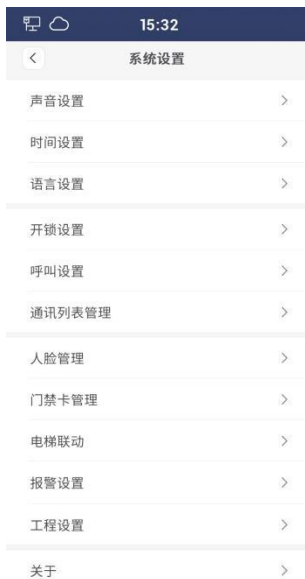 15:32
系统设置
声音设置
时间设置
语言设置
开锁设置
呼叫设置
通讯列表管理
人脸管理
门禁卡管理
电梯联动
报警设置
工程设置
关于